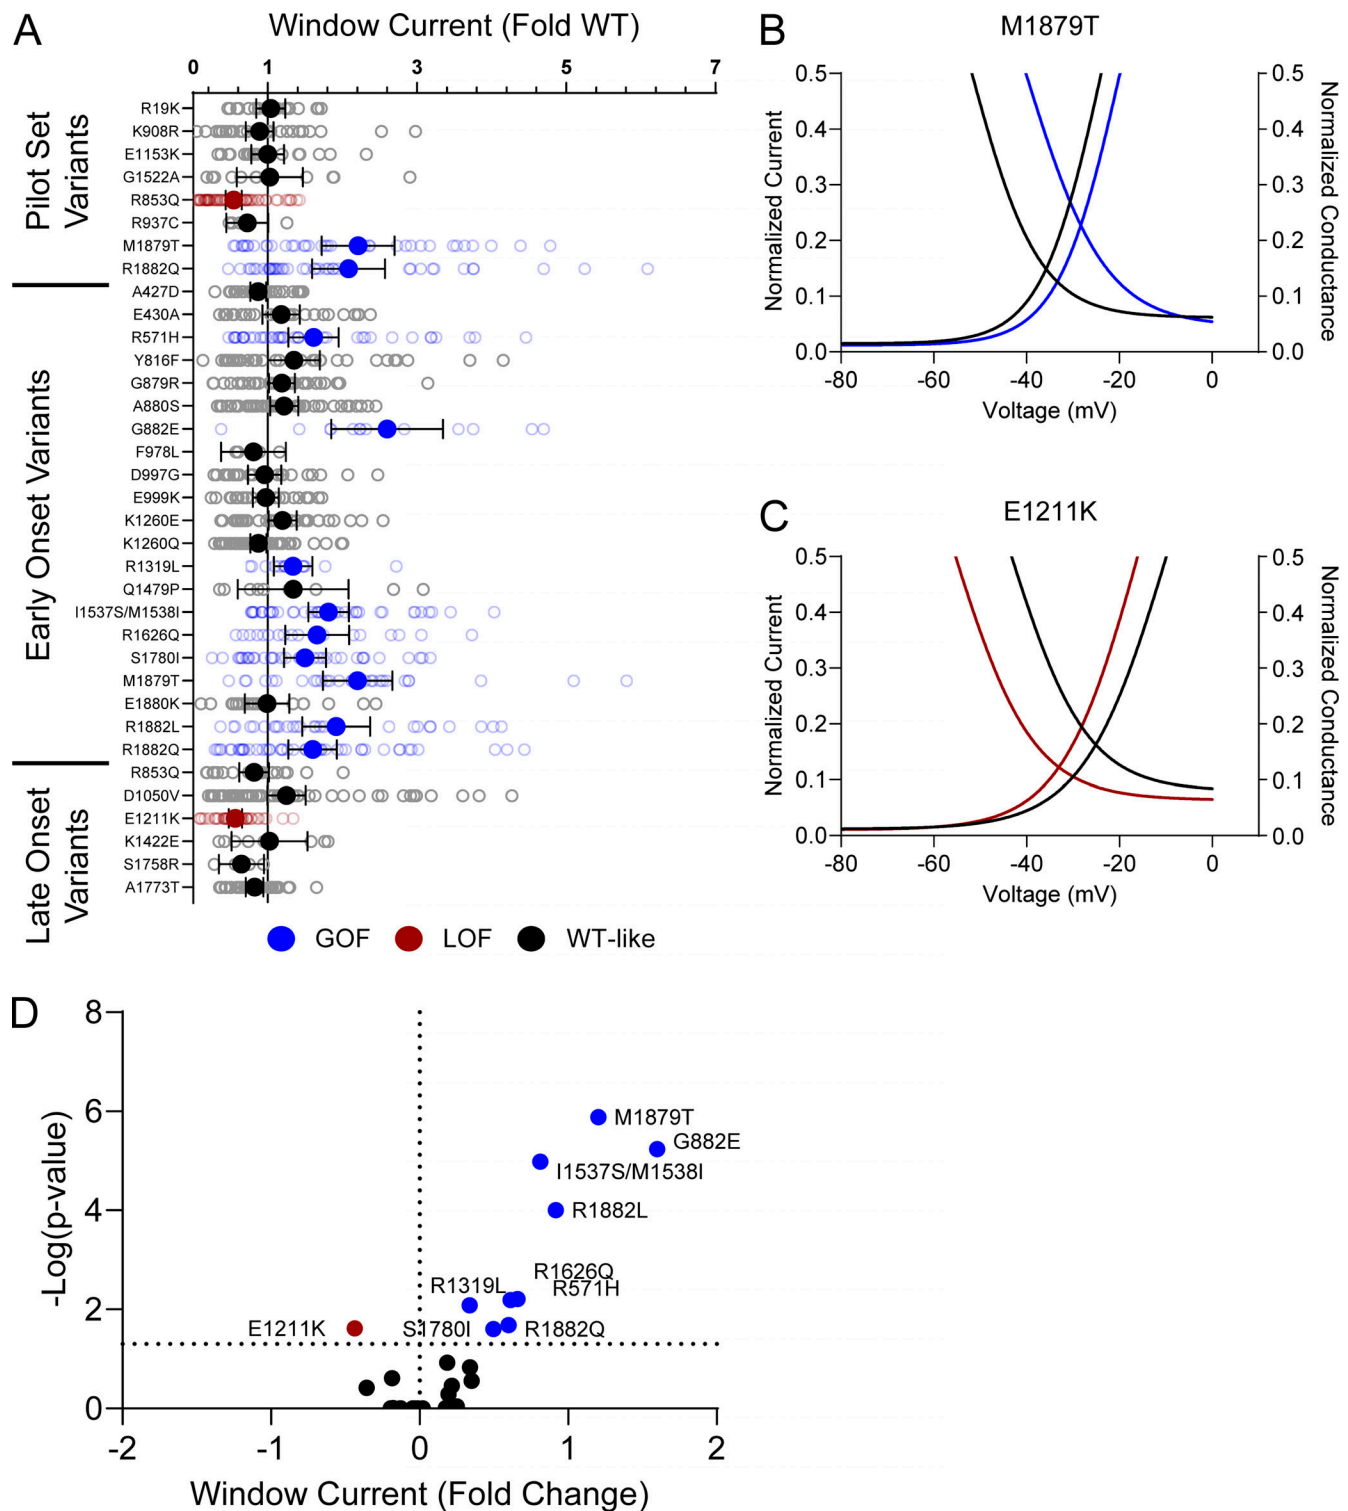 A
Window Current (Fold WT)
0 1 3 5 7
Pilot Set
Variants
R19K
K908R
E1153K
G1522A
R853Q
R937C
M1879T
R1882Q
Early Onset Variants
A427D
E430A
R571H
Y816F
G879R
A880S
G882E
F978L
D997G
E999K
K1260E
K1260Q
R1319L
Q1479P
I1537S/M1538I
R1626Q
S1780I
M1879T
E1880K
R1882L
R1882Q
Late Onset
Variants
R853Q
D1050V
E1211K
K1422E
S1758R
A1773T
GOF LOF WT-like
B
M1879T
Normalized Current
0.5
0.4
0.3
0.2
0.1
0.0
-80 -60 -40 -20 0
Voltage (mV)
0.5
0.4
0.3
0.2
0.1
0.0
Normalized Conductance
C
E1211K
Normalized Current
0.5
0.4
0.3
0.2
0.1
0.0
-80 -60 -40 -20 0
Voltage (mV)
0.5
0.4
0.3
0.2
0.1
0.0
Normalized Conductance
D
-Log(p-value)
8
6
4
2
0
M1879T
G882E
I1537S/M1538I
R1882L
R1626Q
R1319L
R571H
E1211K
S1780I
R1882Q
-2 -1 0 1 2
Window Current (Fold Change)